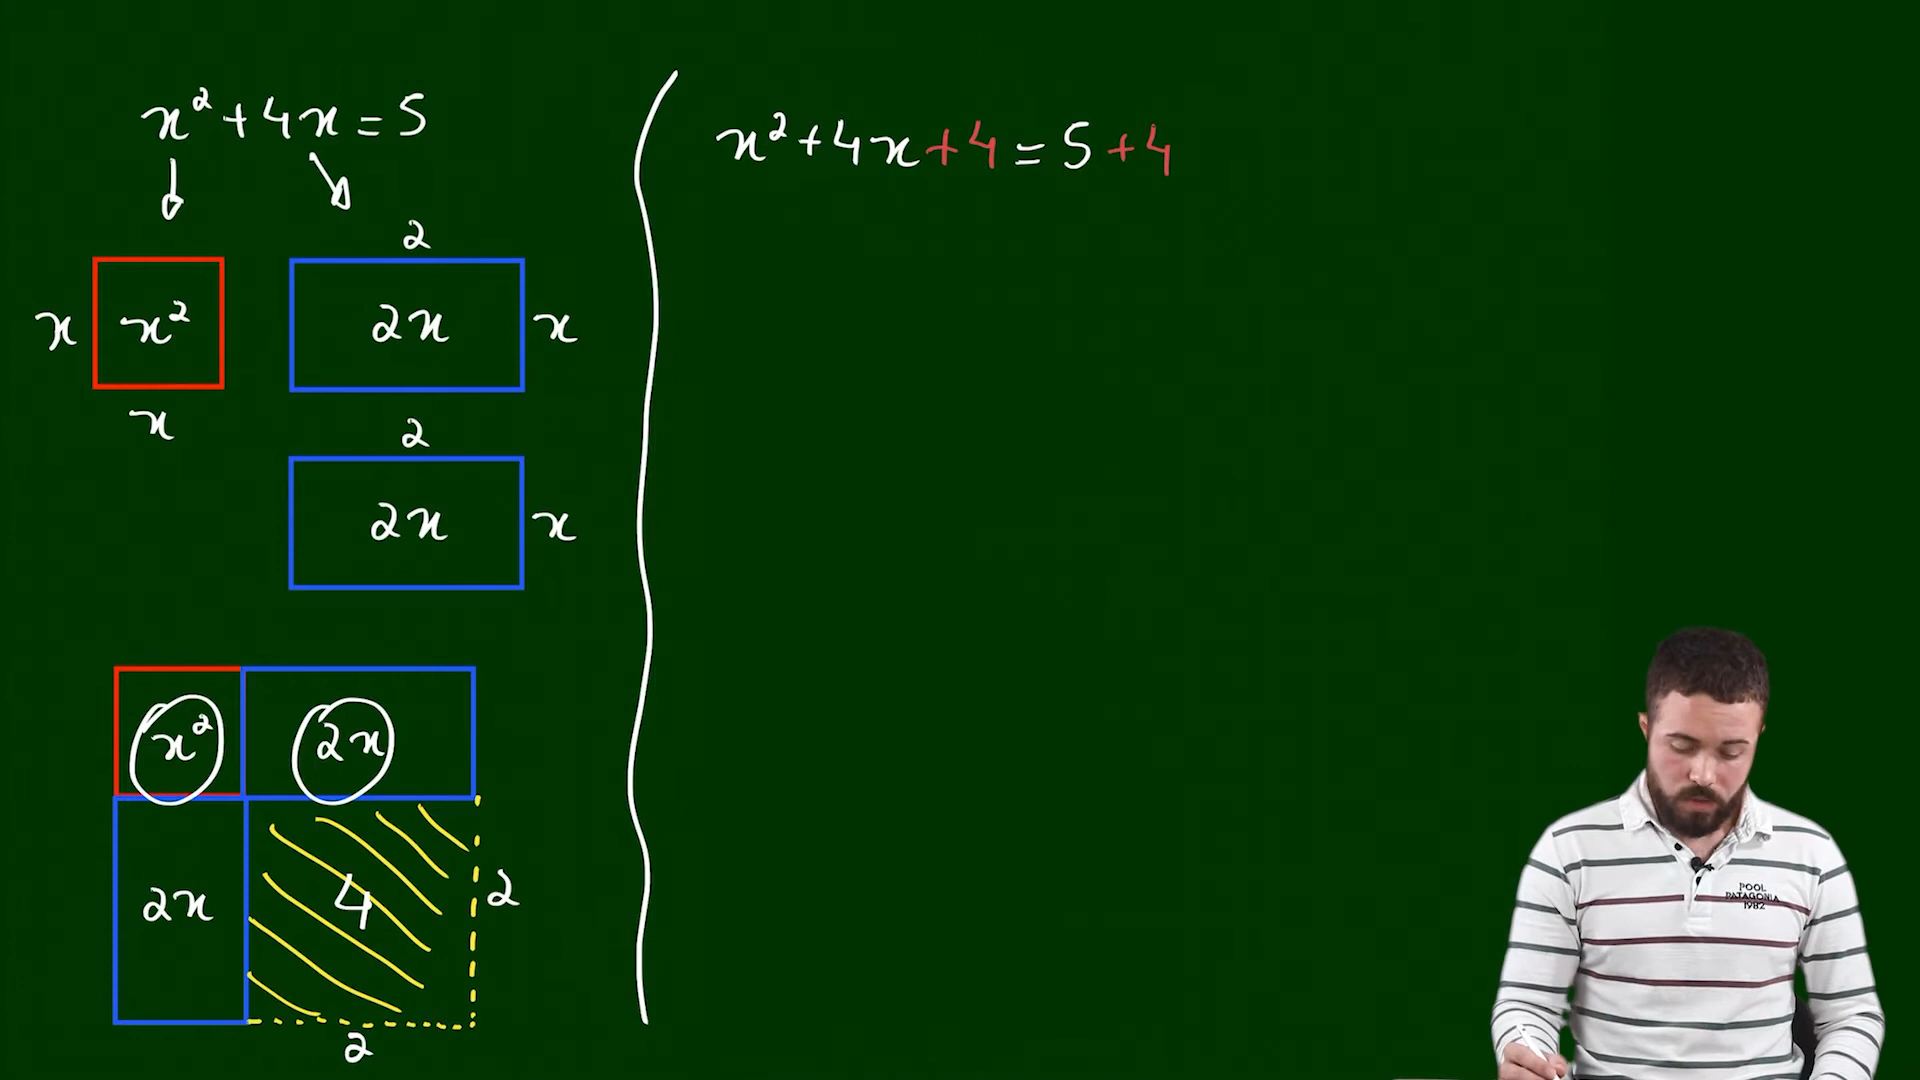 x² + 4x = 5
2
x x² 2x x
x
2
2x x
x² 2x
2x 4 2
2
x² + 4x + 4 = 5 + 4
POOL
PATAGONIA
1982